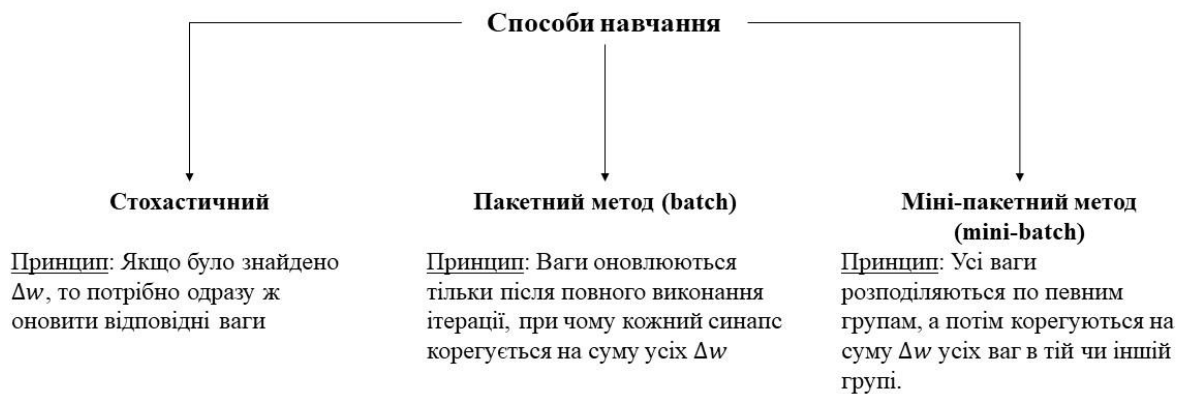 Способи навчання
Стохастичний
Принцип: Якщо було знайдено
Δw, то потрібно одразу ж
оновити відповідні ваги
Пакетний метод (batch)
Принцип: Ваги оновлюються
тільки після повного виконання
ітерації, при чому кожний синапс
корегується на суму усіх Δw
Міні-пакетний метод
(mini-batch)
Принцип: Усі ваги
розподіляються по певним
групам, а потім корегуються на
суму Δw усіх ваг в тій чи іншій
групі.